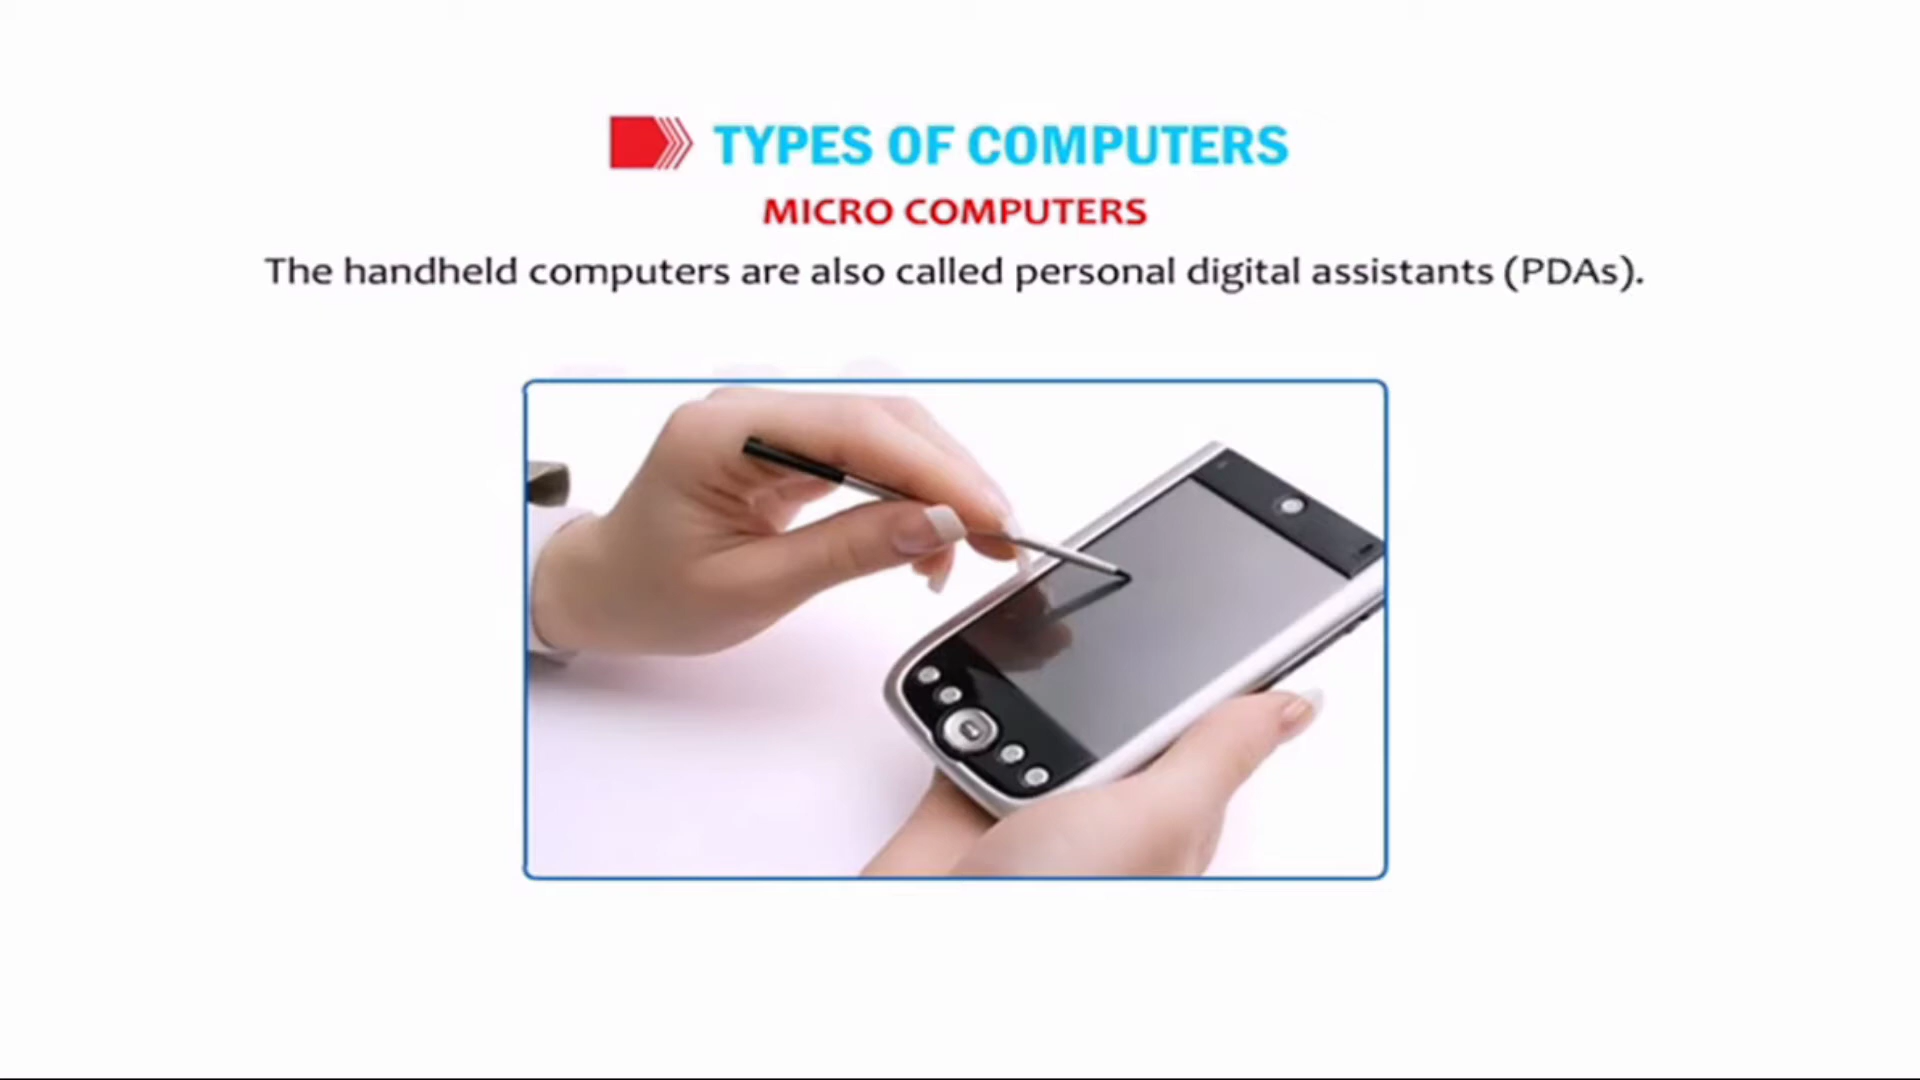 TYPES OF COMPUTERS
MICRO COMPUTERS
The handheld computers are also called personal digital assistants (PDAs).